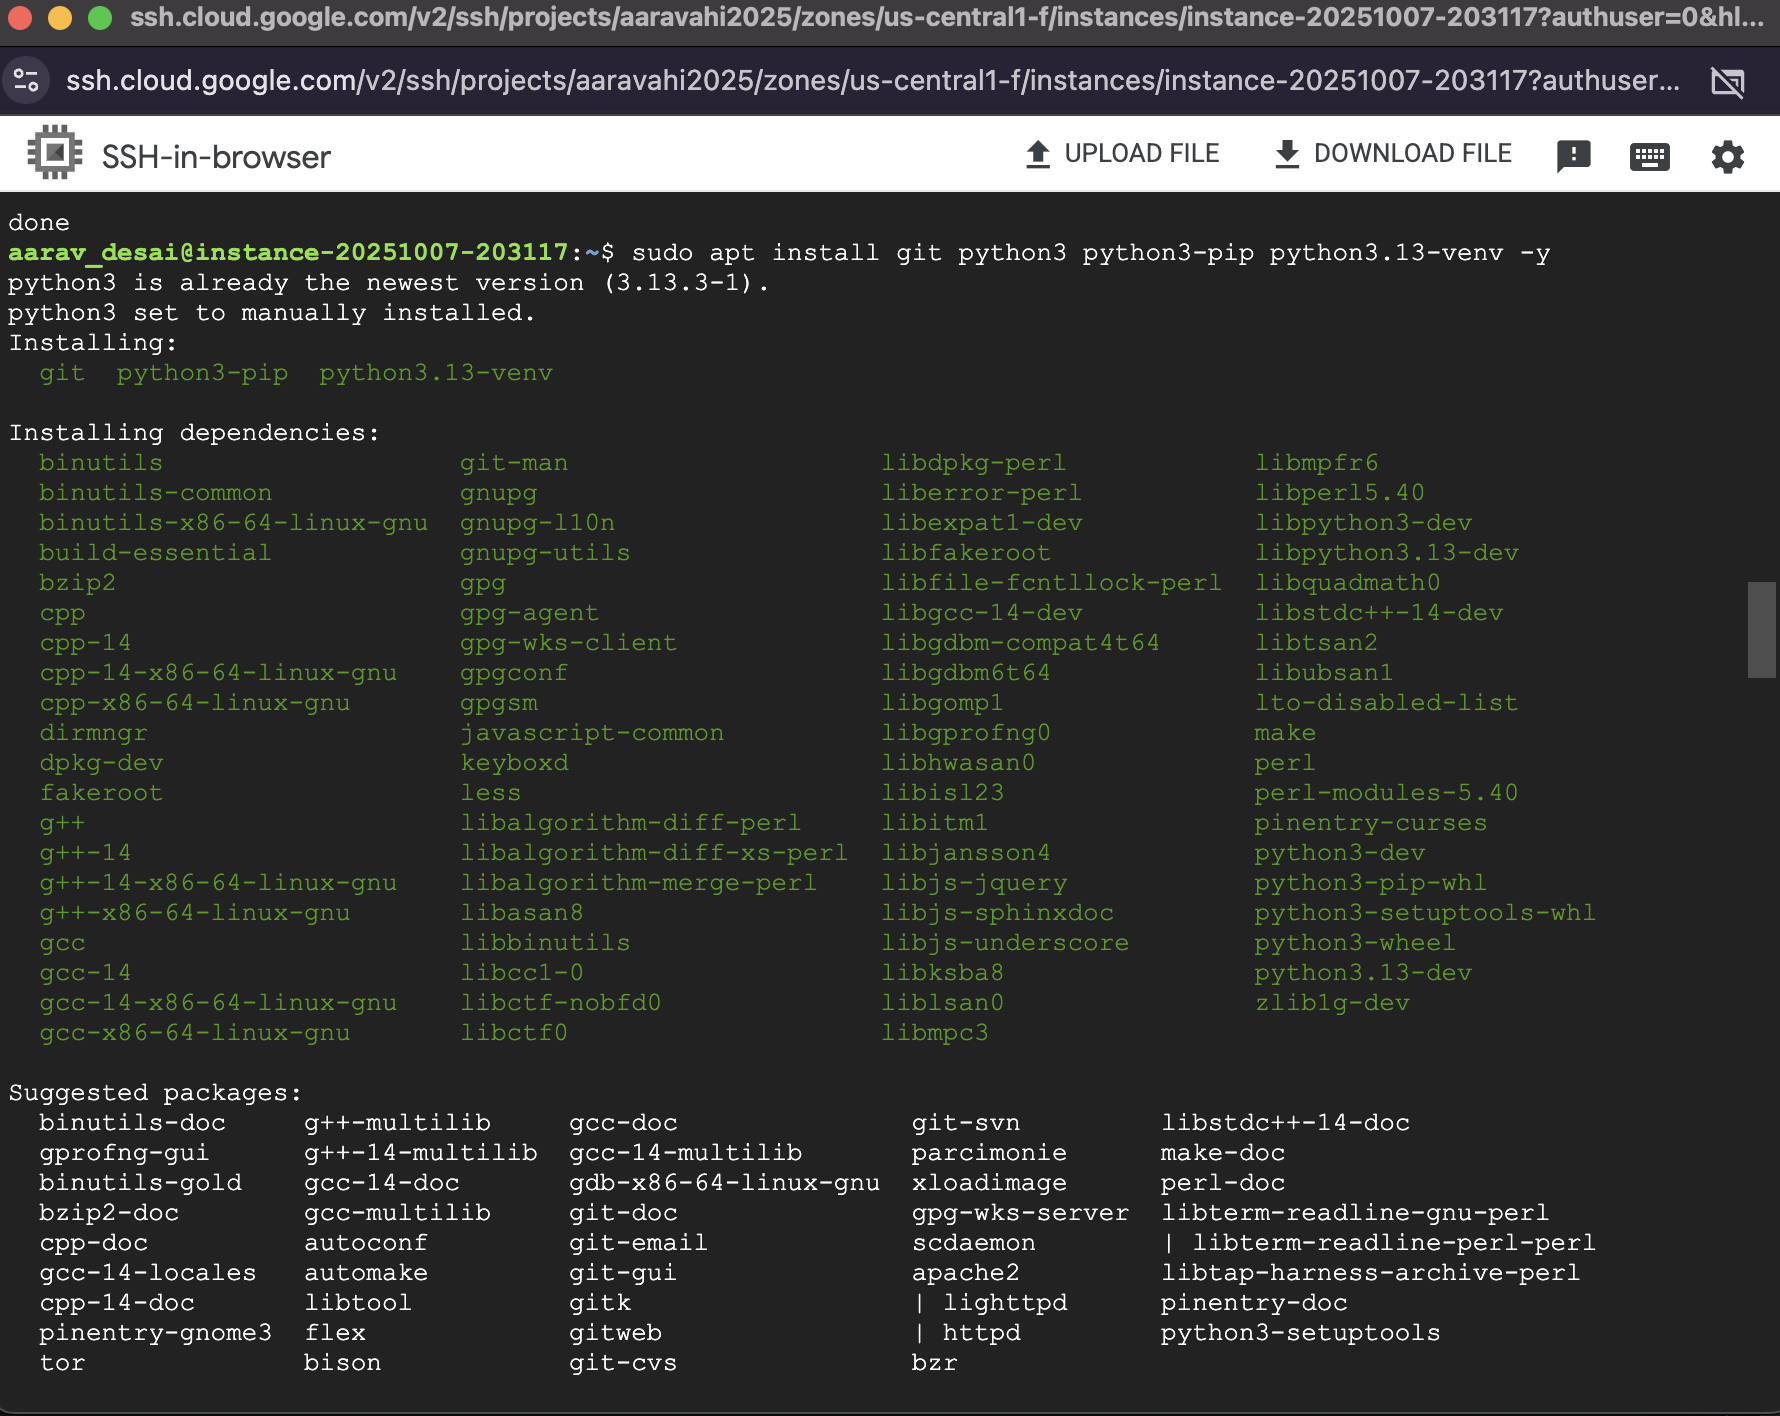 ssh.cloud.google.com/v2/ssh/projects/aaravahi2025/zones/us-central1-f/instances/instance-20251007-203117?authuser=0&hl...
ssh.cloud.google.com/v2/ssh/projects/aaravahi2025/zones/us-central1-f/instances/instance-20251007-203117?authuser...
SSH-in-browser UPLOAD FILE DOWNLOAD FILE
done
aarav_desai@instance-20251007-203117:~$ sudo apt install git python3 python3-pip python3.13-venv -y
python3 is already the newest version (3.13.3-1).
python3 set to manually installed.
Installing:
  git  python3-pip  python3.13-venv

Installing dependencies:
  binutils                   git-man                    libdpkg-perl            libmpfr6
  binutils-common            gnupg                      liberror-perl           libperl5.40
  binutils-x86-64-linux-gnu  gnupg-l10n                 libexpat1-dev           libpython3-dev
  build-essential            gnupg-utils                libfakeroot             libpython3.13-dev
  bzip2                      gpg                        libfile-fcntllock-perl  libquadmath0
  cpp                        gpg-agent                  libgcc-14-dev           libstdc++-14-dev
  cpp-14                     gpg-wks-client             libgdbm-compat4t64      libtsan2
  cpp-14-x86-64-linux-gnu    gpgconf                    libgdbm6t64             libubsan1
  cpp-x86-64-linux-gnu       gpgsm                      libgomp1                lto-disabled-list
  dirmngr                    javascript-common          libgprofng0             make
  dpkg-dev                   keyboxd                    libhwasan0              perl
  fakeroot                   less                       libisl23                perl-modules-5.40
  g++                        libalgorithm-diff-perl     libitm1                 pinentry-curses
  g++-14                     libalgorithm-diff-xs-perl  libjansson4             python3-dev
  g++-14-x86-64-linux-gnu    libalgorithm-merge-perl    libjs-jquery            python3-pip-whl
  g++-x86-64-linux-gnu       libasan8                   libjs-sphinxdoc         python3-setuptools-whl
  gcc                        libbinutils                libjs-underscore        python3-wheel
  gcc-14                     libcc1-0                   libksba8                python3.13-dev
  gcc-14-x86-64-linux-gnu    libctf-nobfd0              liblsan0                zlib1g-dev
  gcc-x86-64-linux-gnu       libctf0                    libmpc3

Suggested packages:
  binutils-doc     g++-multilib     gcc-doc               git-svn         libstdc++-14-doc
  gprofng-gui      g++-14-multilib  gcc-14-multilib       parcimonie      make-doc
  binutils-gold    gcc-14-doc       gdb-x86-64-linux-gnu  xloadimage      perl-doc
  bzip2-doc        gcc-multilib     git-doc               gpg-wks-server  libterm-readline-gnu-perl
  cpp-doc          autoconf         git-email             scdaemon        | libterm-readline-perl-perl
  gcc-14-locales   automake         git-gui               apache2         libtap-harness-archive-perl
  cpp-14-doc       libtool          gitk                  | lighttpd      pinentry-doc
  pinentry-gnome3  flex             gitweb                | httpd         python3-setuptools
  tor              bison            git-cvs               bzr